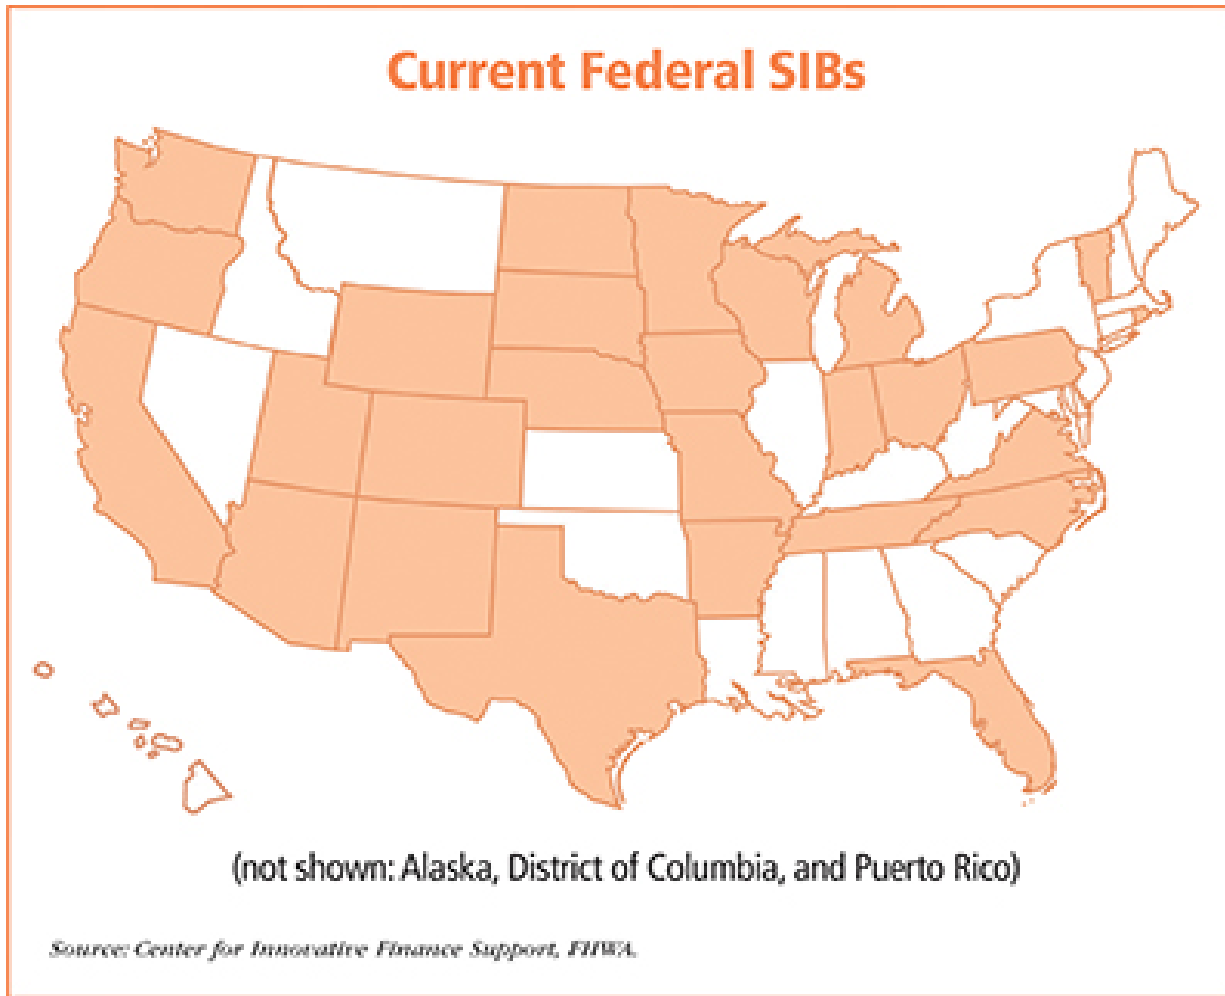 Current Federal SIBs
(not shown: Alaska, District of Columbia, and Puerto Rico)
Source: Center for Innovative Finance Support, FHWA.